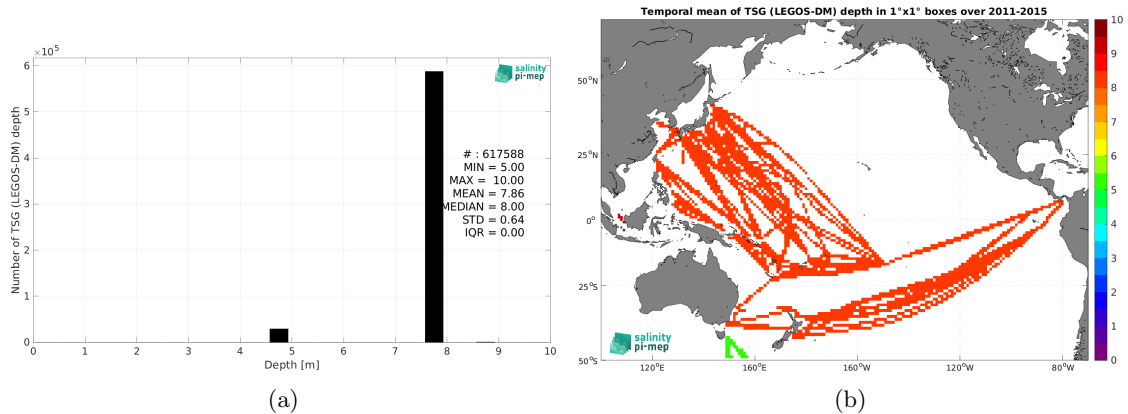 ×10⁵
6
5
4
3
2
1
0
0 1 2 3 4 5 6 7 8 9 10
Number of TSG (LEGOS-DM) depth
Depth [m]
salinity
pi-mep
# : 617588
MIN = 5.00
MAX = 10.00
MEAN = 7.86
MEDIAN = 8.00
STD = 0.64
IQR = 0.00
(a)
Temporal mean of TSG (LEGOS-DM) depth in 1°x1° boxes over 2011-2015
50°N
25°N
0°
25°S
50°S
120°E 160°E 160°W 120°W 80°W
salinity
pi-mep
10
9
8
7
6
5
4
3
2
1
0
(b)